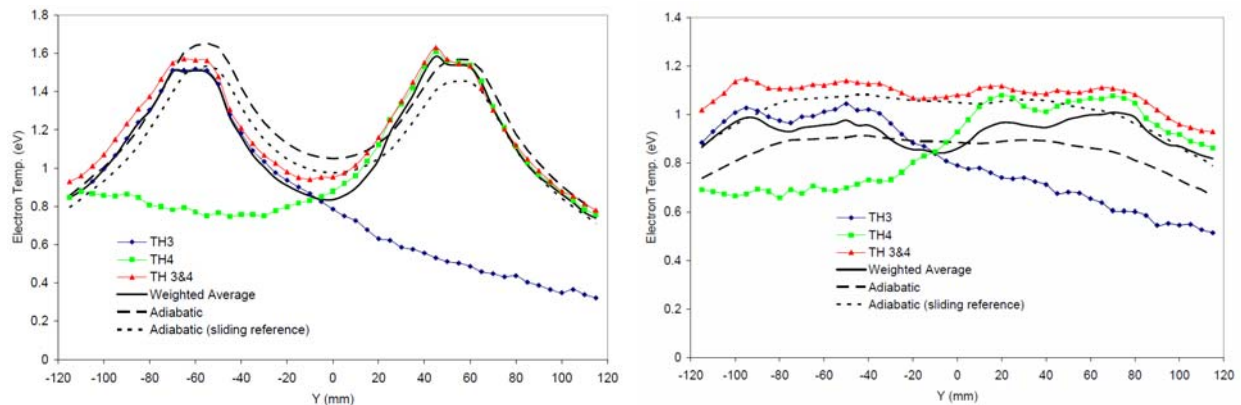 1.8
1.6
1.4
1.2
1
0.8
0.6
0.4
0.2
0
Electron Temp. (eV)
TH3
TH4
TH 3&4
Weighted Average
Adiabatic
Adiabatic (sliding reference)
-120 -100 -80 -60 -40 -20 0 20 40 60 80 100 120
Y (mm)
1.4
1.2
1
0.8
0.6
0.4
0.2
0
Electron Temp. (eV)
TH3
TH4
TH 3&4
Weighted Average
Adiabatic
Adiabatic (sliding reference)
-120 -100 -80 -60 -40 -20 0 20 40 60 80 100 120
Y (mm)